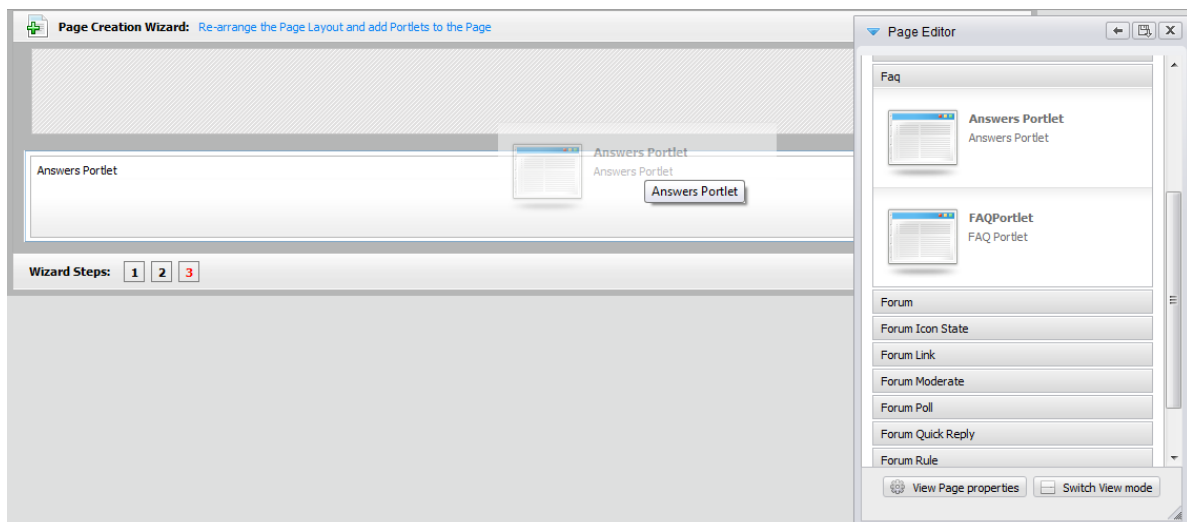 Page Creation Wizard: Re-arrange the Page Layout and add Portlets to the Page
Answers Portlet
Answers Portlet
Answers Portlet
Answers Portlet
Wizard Steps: 1 2 3
Page Editor
Faq
Answers Portlet
Answers Portlet
FAQPortlet
FAQ Portlet
Forum
Forum Icon State
Forum Link
Forum Moderate
Forum Poll
Forum Quick Reply
Forum Rule
View Page properties Switch View mode